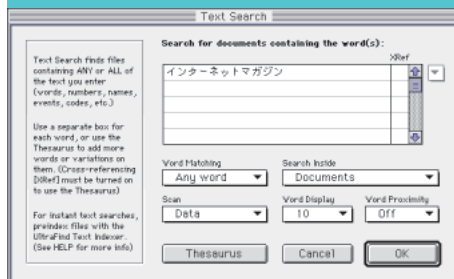 Text Search
Text Search finds files
containing ANY or ALL of
the text you enter
(words, numbers, names,
events, codes, etc.)
Use a separate box for
each word, or use the
Thesaurus to add more
words or variations on
them. (Cross-referencing
[XRef] must be turned on
to use the Thesaurus)
For instant text searches,
preindex files with the
UltraFind Text Indexer.
(See HELP for more info)
Search for documents containing the word(s):
XRef
インターネットマガジン
Word Matching
Search Inside
Any word
Documents
Scan
Word Display
Word Proximity
Data
10
Off
Thesaurus
Cancel
OK